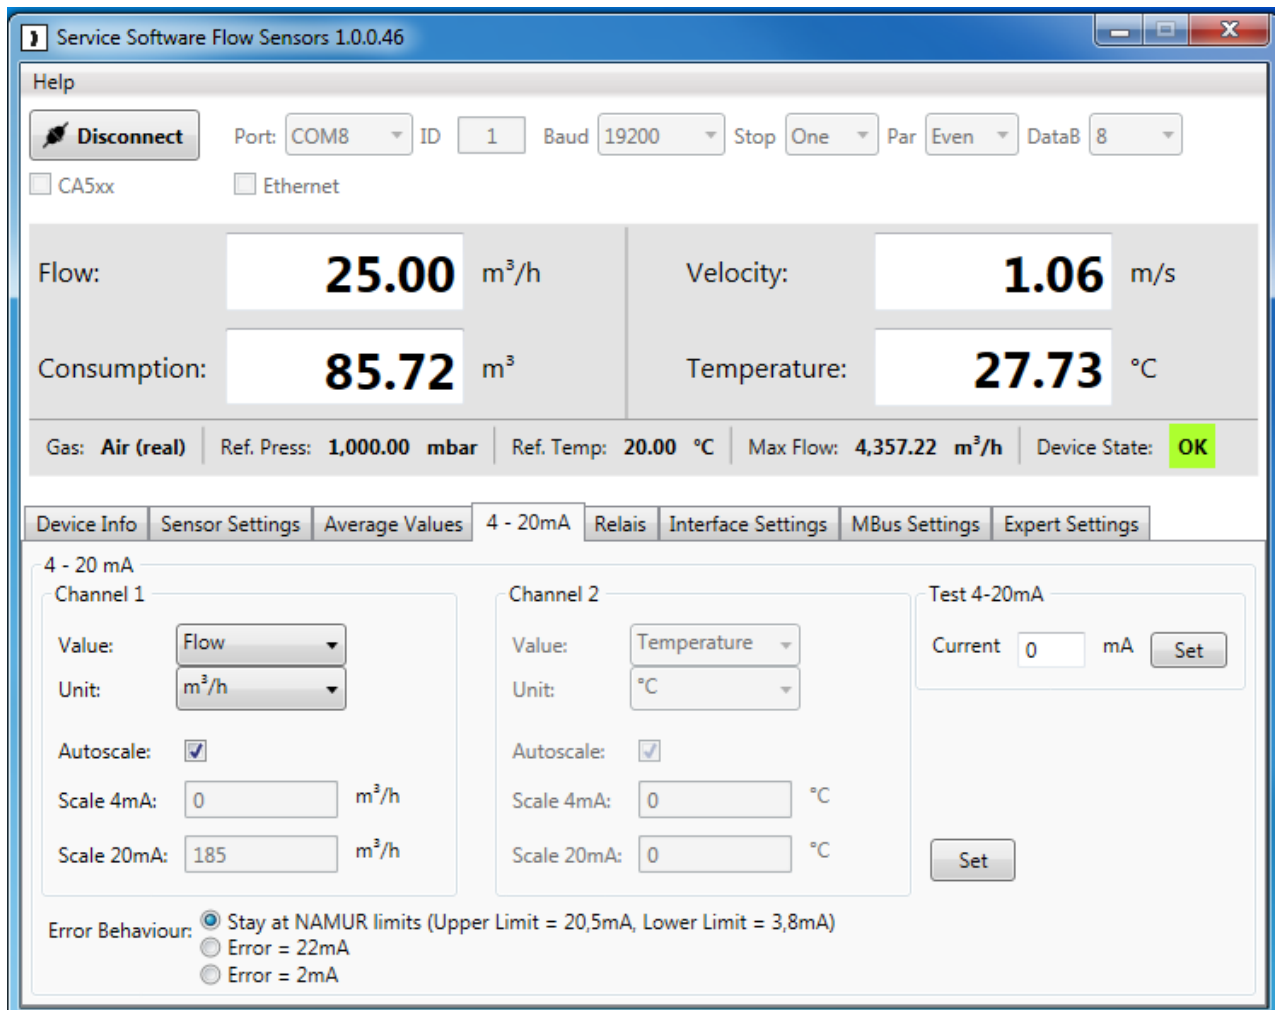 Service Software Flow Sensors 1.0.0.46
Help
Disconnect Port: COM8 ID 1 Baud 19200 Stop One Par Even DataB 8
CA5xx Ethernet
Flow: 25.00 m³/h Velocity: 1.06 m/s
Consumption: 85.72 m³ Temperature: 27.73 °C
Gas: Air (real) Ref. Press: 1,000.00 mbar Ref. Temp: 20.00 °C Max Flow: 4,357.22 m³/h Device State: OK
Device Info Sensor Settings Average Values 4 - 20mA Relais Interface Settings MBus Settings Expert Settings
4 - 20 mA
Channel 1 Channel 2 Test 4-20mA
Value: Flow Value: Temperature Current 0 mA Set
Unit: m³/h Unit: °C
Autoscale: Autoscale:
Scale 4mA: 0 m³/h Scale 4mA: 0 °C
Scale 20mA: 185 m³/h Scale 20mA: 0 °C Set
Error Behaviour: Stay at NAMUR limits (Upper Limit = 20,5mA, Lower Limit = 3,8mA)
Error = 22mA
Error = 2mA